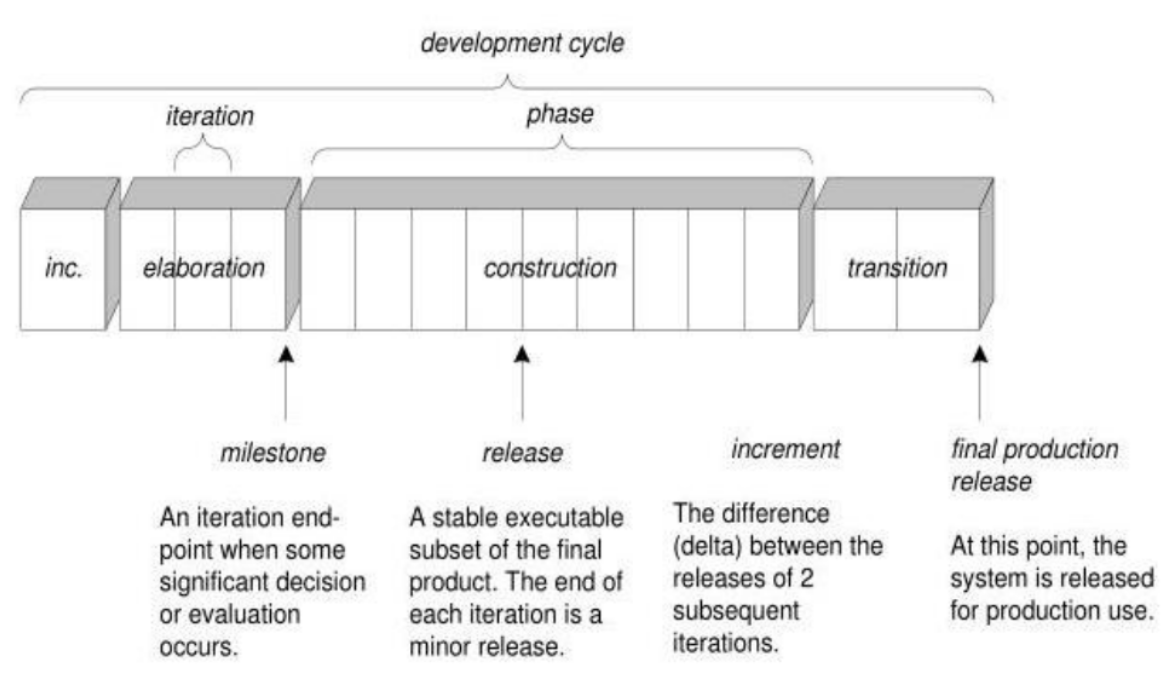 development cycle
iteration
phase
inc.
elaboration
construction
transition
milestone
An iteration end-
point when some
significant decision
or evaluation
occurs.
release
A stable executable
subset of the final
product. The end of
each iteration is a
minor release.
increment
The difference
(delta) between the
releases of 2
subsequent
iterations.
final production
release
At this point, the
system is released
for production use.